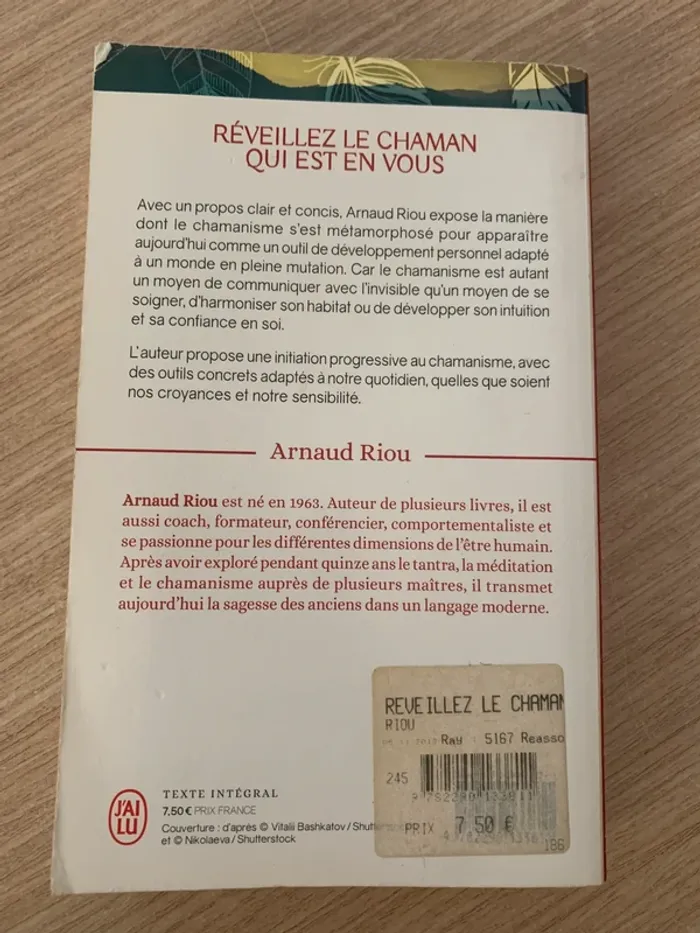 RÉVEILLEZ LE CHAMAN
QUI EST EN VOUS
Avec un propos clair et concis, Arnaud Riou expose la manière
dont le chamanisme s'est métamorphosé pour apparaître
aujourd'hui comme un outil de développement personnel adapté
à un monde en pleine mutation. Car le chamanisme est autant
un moyen de communiquer avec l'invisible qu'un moyen de se
soigner, d'harmoniser son habitat ou de développer son intuition
et sa confiance en soi.
L'auteur propose une initiation progressive au chamanisme, avec
des outils concrets adaptés à notre quotidien, quelles que soient
nos croyances et notre sensibilité.
Arnaud Riou
Arnaud Riou est né en 1963. Auteur de plusieurs livres, il est
aussi coach, formateur, conférencier, comportementaliste et
se passionne pour les différentes dimensions de l'être humain.
Après avoir exploré pendant quinze ans le tantra, la méditation
et le chamanisme auprès de plusieurs maîtres, il transmet
aujourd'hui la sagesse des anciens dans un langage moderne.
REVEILLEZ LE CHAMAN
RIOU
Ray : 5167 Reasso
245
PRIX 7,50 €
186
J'AI
LU
TEXTE INTÉGRAL
7,50 € PRIX FRANCE
Couverture : d'après © Vitalii Bashkatov / Shutte
et © Nikolaeva / Shutterstock